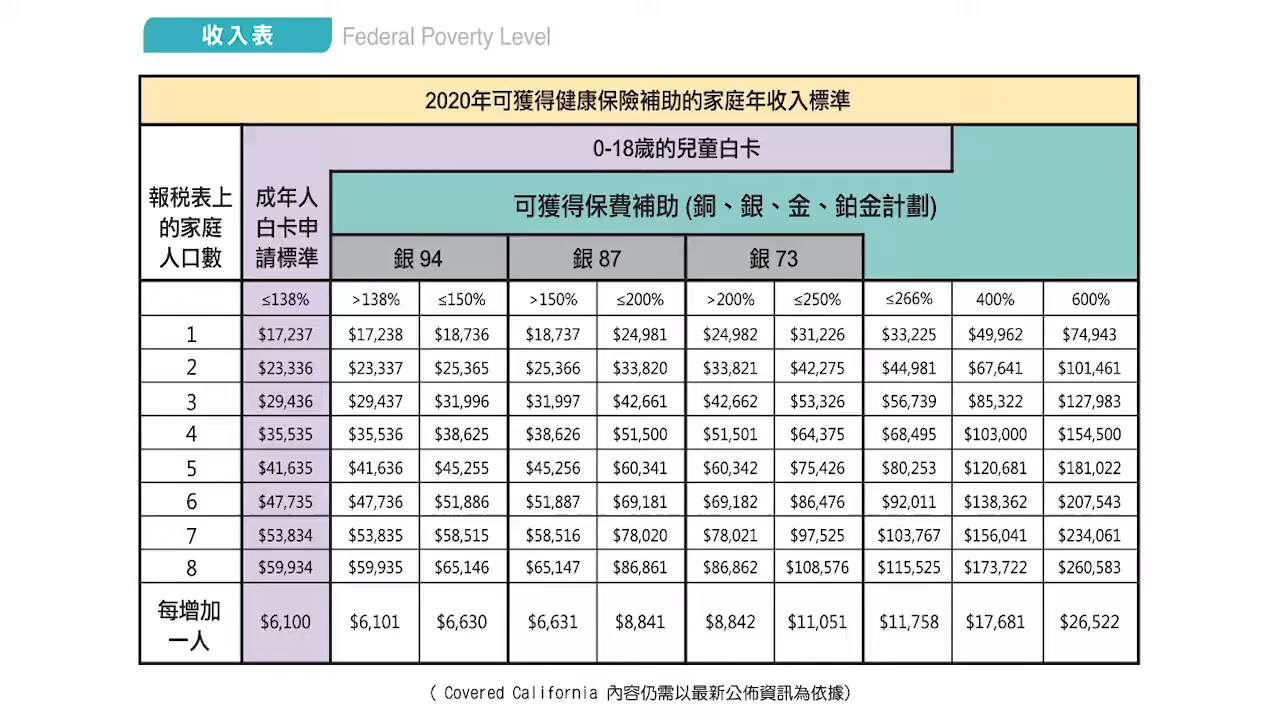 收入表 Federal Poverty Level
2020年可獲得健康保險補助的家庭年收入標準
0-18歲的兒童白卡
報稅表上
的家庭
人口數
成年人
白卡申
請標準
可獲得保費補助 (銅、銀、金、鉑金計劃)
銀 94 銀 87 銀 73
≤138% >138% ≤150% >150% ≤200% >200% ≤250% ≤266% 400% 600%
1 $17,237 $17,238 $18,736 $18,737 $24,981 $24,982 $31,226 $33,225 $49,962 $74,943
2 $23,336 $23,337 $25,365 $25,366 $33,820 $33,821 $42,275 $44,981 $67,641 $101,461
3 $29,436 $29,437 $31,996 $31,997 $42,661 $42,662 $53,326 $56,739 $85,322 $127,983
4 $35,535 $35,536 $38,625 $38,626 $51,500 $51,501 $64,375 $68,495 $103,000 $154,500
5 $41,635 $41,636 $45,255 $45,256 $60,341 $60,342 $75,426 $80,253 $120,681 $181,022
6 $47,735 $47,736 $51,886 $51,887 $69,181 $69,182 $86,476 $92,011 $138,362 $207,543
7 $53,834 $53,835 $58,515 $58,516 $78,020 $78,021 $97,525 $103,767 $156,041 $234,061
8 $59,934 $59,935 $65,146 $65,147 $86,861 $86,862 $108,576 $115,525 $173,722 $260,583
每增加
一人
$6,100 $6,101 $6,630 $6,631 $8,841 $8,842 $11,051 $11,758 $17,681 $26,522
( Covered California 內容仍需以最新公佈資訊為依據)